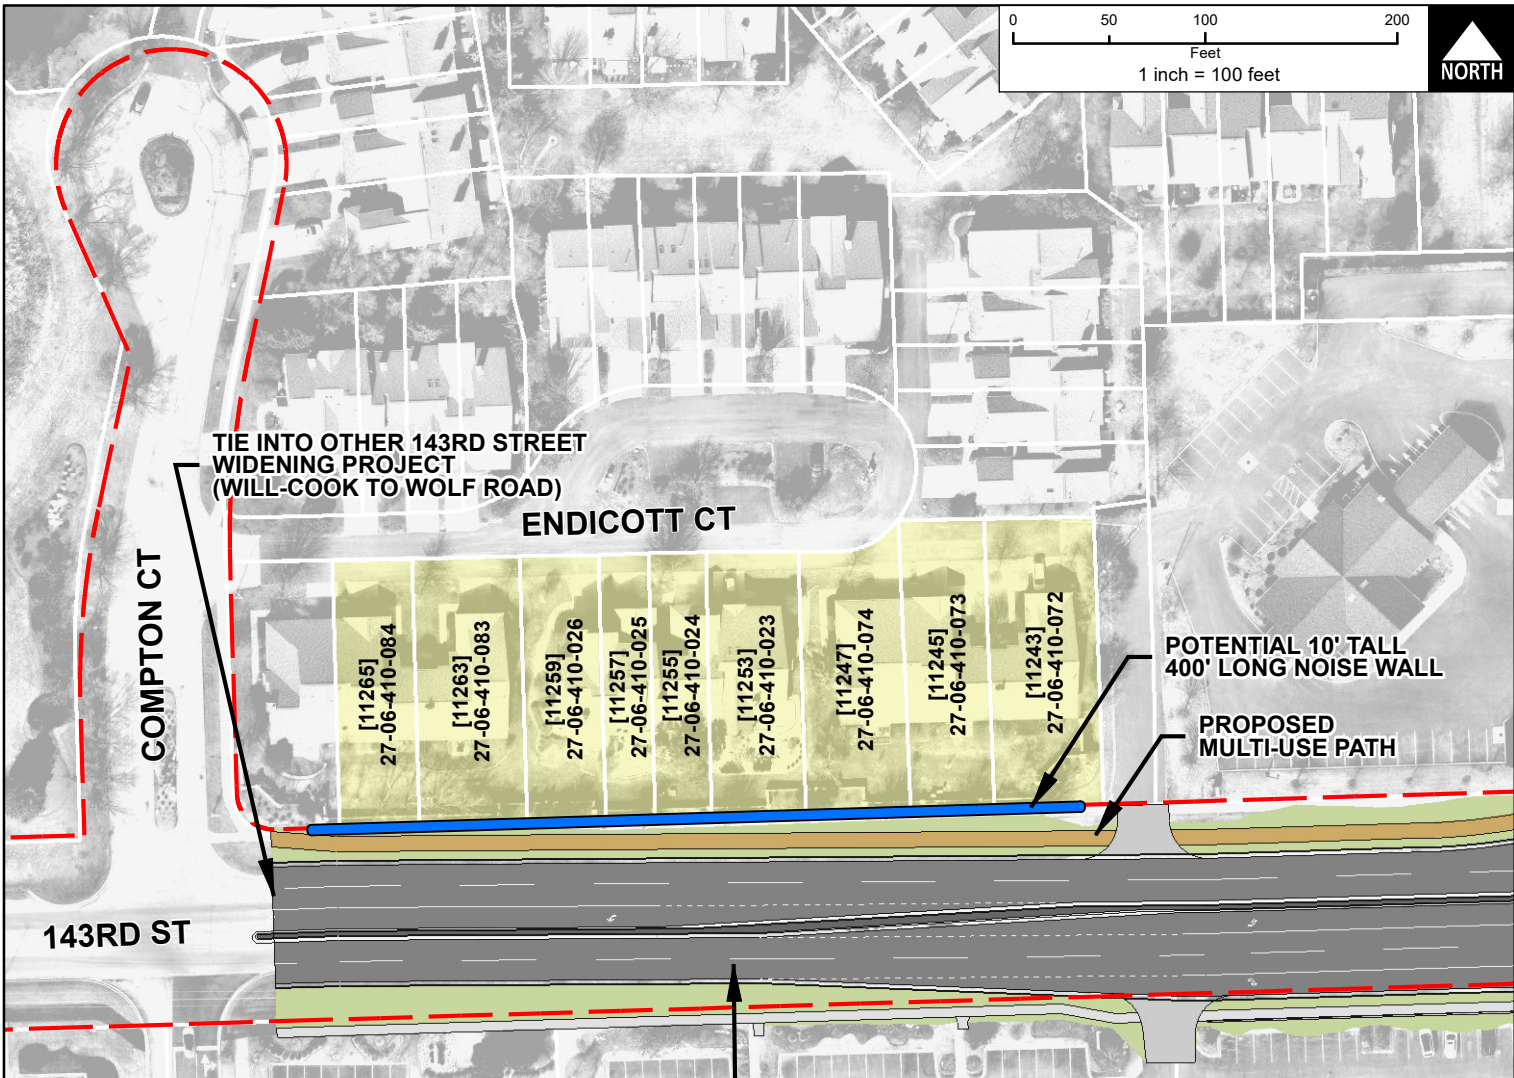 0 50 100 200
Feet
1 inch = 100 feet
NORTH
TIE INTO OTHER 143RD STREET
WIDENING PROJECT
(WILL-COOK TO WOLF ROAD)
ENDICOTT CT
COMPTON CT
[11265]
27-06-410-084
[11263]
27-06-410-083
[11259]
27-06-410-026
[11257]
27-06-410-025
[11255]
27-06-410-024
[11253]
27-06-410-023
[11247]
27-06-410-074
[11245]
27-06-410-073
[11243]
27-06-410-072
POTENTIAL 10' TALL
400' LONG NOISE WALL
PROPOSED
MULTI-USE PATH
143RD ST